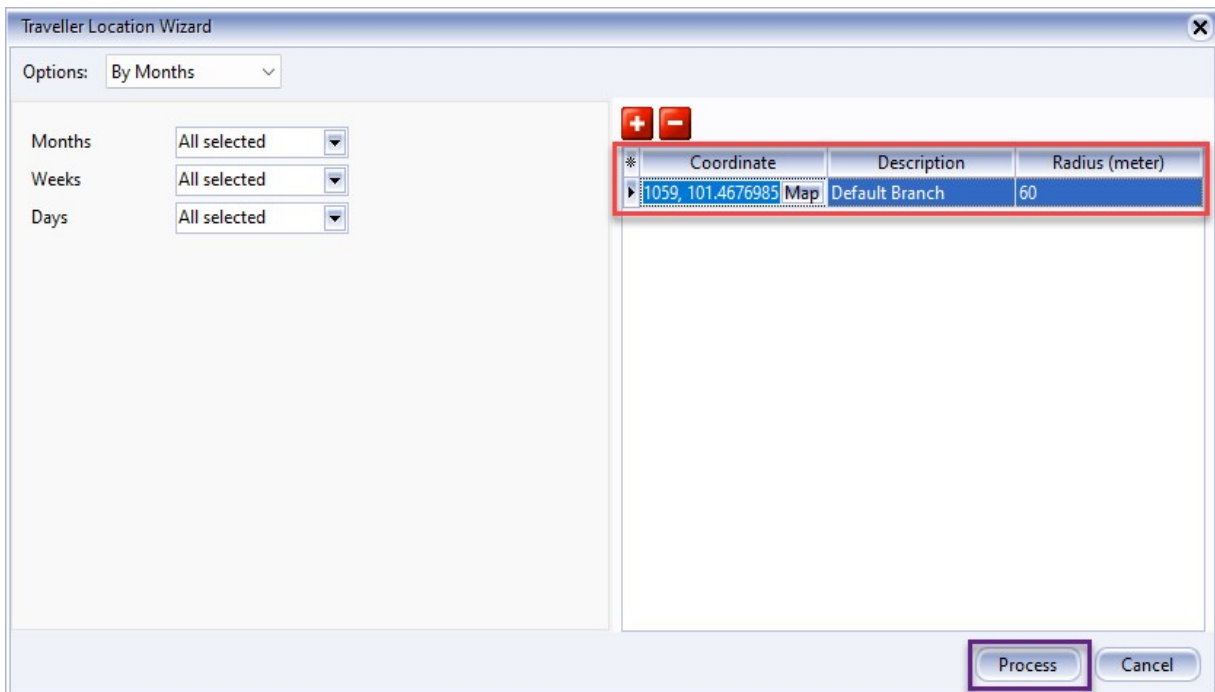 Traveller Location Wizard
Options: By Months
Months All selected
Weeks All selected
Days All selected
Coordinate Description Radius (meter)
1059, 101.4676985 Map Default Branch 60
Process Cancel